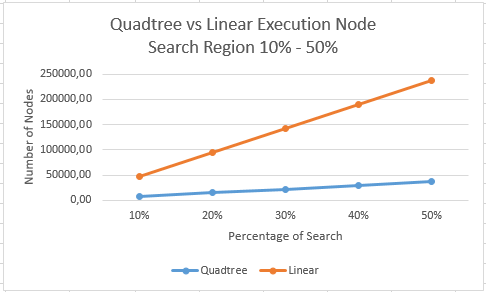 Quadtree vs Linear Execution Node
Search Region 10% - 50%
250000,00
200000,00
150000,00
100000,00
50000,00
0,00
Number of Nodes
10% 20% 30% 40% 50%
Percentage of Search
Quadtree Linear